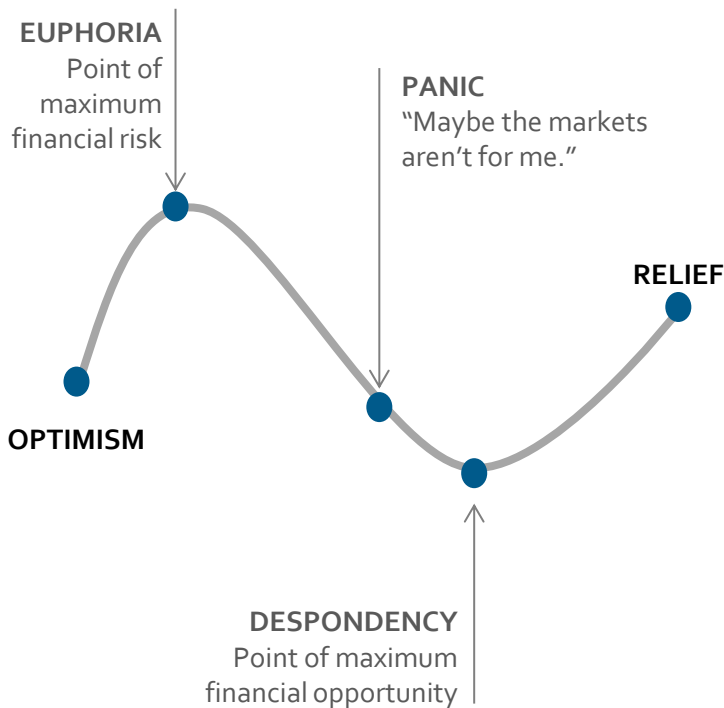 EUPHORIA
Point of
maximum
financial risk
PANIC
“Maybe the markets
aren’t for me.”
RELIEF
OPTIMISM
DESPONDENCY
Point of maximum
financial opportunity